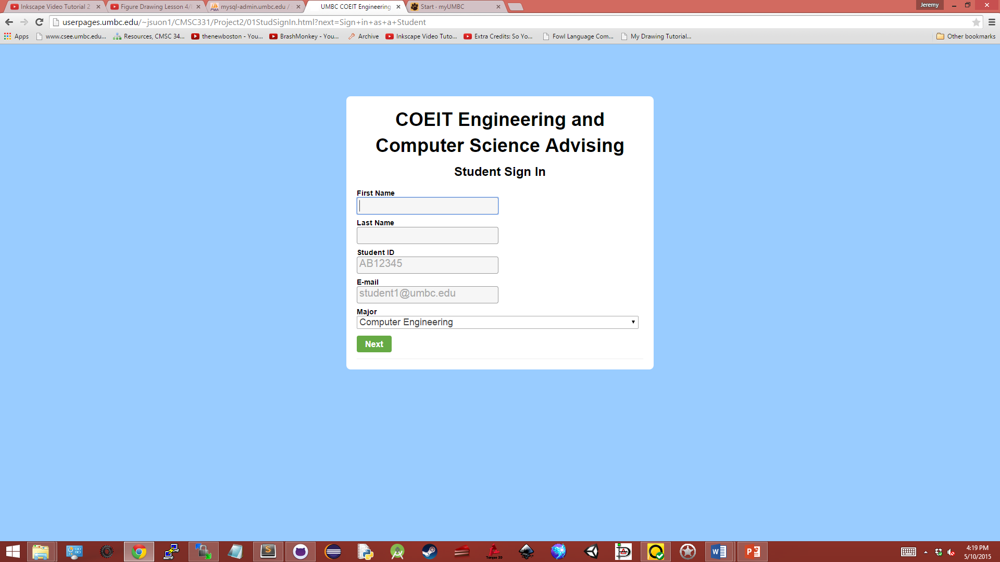 Inkscape Video Tutorial 2
Figure Drawing Lesson 4/
mysql-admin.umbc.edu /
UMBC COEIT Engineering
Start · myUMBC
Jeremy
userpages.umbc.edu/~jsuon1/CMSC331/Project2/01StudSignIn.html?next=Sign+in+as+a+Student
Apps
www.csee.umbc.edu...
Resources, CMSC 34...
thenewboston - You...
BrashMonkey - You...
Archive
Inkscape Video Tuto...
Extra Credits: So Yo...
Fowl Language Com...
My Drawing Tutorial...
Other bookmarks
COEIT Engineering and
Computer Science Advising
Student Sign In
First Name
Last Name
Student ID
AB12345
E-mail
student1@umbc.edu
Major
Computer Engineering
Next
4:19 PM
5/10/2015